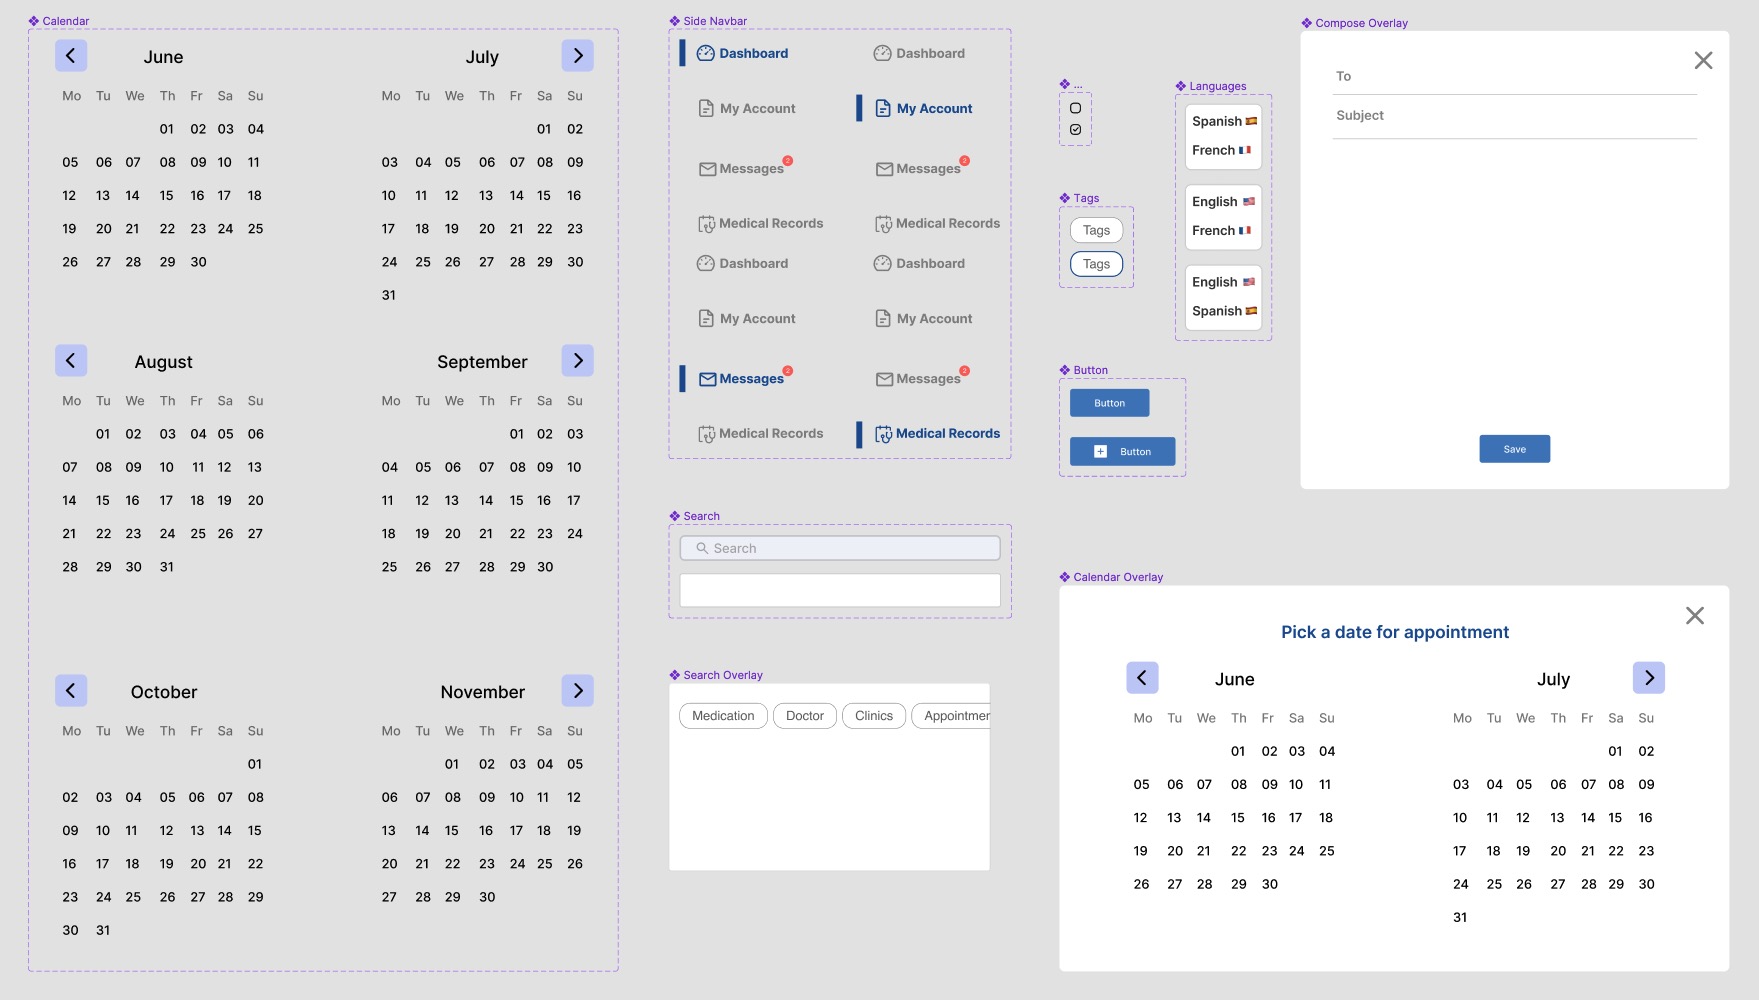 Calendar
June
Mo Tu We Th Fr Sa Su
01 02 03 04
05 06 07 08 09 10 11
12 13 14 15 16 17 18
19 20 21 22 23 24 25
26 27 28 29 30
July
Mo Tu We Th Fr Sa Su
01 02
03 04 05 06 07 08 09
10 11 12 13 14 15 16
17 18 19 20 21 22 23
24 25 26 27 28 29 30
31
August
Mo Tu We Th Fr Sa Su
01 02 03 04 05 06
07 08 09 10 11 12 13
14 15 16 17 18 19 20
21 22 23 24 25 26 27
28 29 30 31
September
Mo Tu We Th Fr Sa Su
01 02 03
04 05 06 07 08 09 10
11 12 13 14 15 16 17
18 19 20 21 22 23 24
25 26 27 28 29 30
October
Mo Tu We Th Fr Sa Su
01
02 03 04 05 06 07 08
09 10 11 12 13 14 15
16 17 18 19 20 21 22
23 24 25 26 27 28 29
30 31
November
Mo Tu We Th Fr Sa Su
01 02 03 04 05
06 07 08 09 10 11 12
13 14 15 16 17 18 19
20 21 22 23 24 25 26
27 28 29 30
Side Navbar
Dashboard
My Account
Messages 2
Medical Records
Dashboard
My Account
Messages 2
Medical Records
Dashboard
My Account
Messages 2
Medical Records
Dashboard
My Account
Messages 2
Medical Records
Search
Search
Search Overlay
Medication
Doctor
Clinics
Appointmer
...
Tags
Tags
Tags
Languages
Spanish
French
English
French
English
Spanish
Button
Button
Button
Compose Overlay
To
Subject
Save
Calendar Overlay
Pick a date for appointment
June
Mo Tu We Th Fr Sa Su
01 02 03 04
05 06 07 08 09 10 11
12 13 14 15 16 17 18
19 20 21 22 23 24 25
26 27 28 29 30
July
Mo Tu We Th Fr Sa Su
01 02
03 04 05 06 07 08 09
10 11 12 13 14 15 16
17 18 19 20 21 22 23
24 25 26 27 28 29 30
31